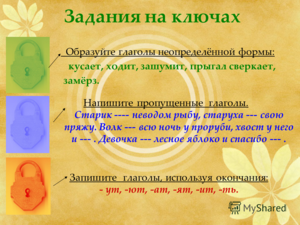 Задания на ключах
Образуйте глаголы неопределённой формы:
кусает, ходит, зашумит, прыгал сверкает,
замёрз.
Напишите пропущенные глаголы.
Старик ---- неводом рыбу, старуха --- свою
пряжу. Волк --- всю ночь у проруби, хвост у него
и --- . Девочка --- лесное яблоко и спасибо --- .
Запишите глаголы, используя окончания:
- ут, -ют, -ат, -ят, -ит, -ть.
MyShared